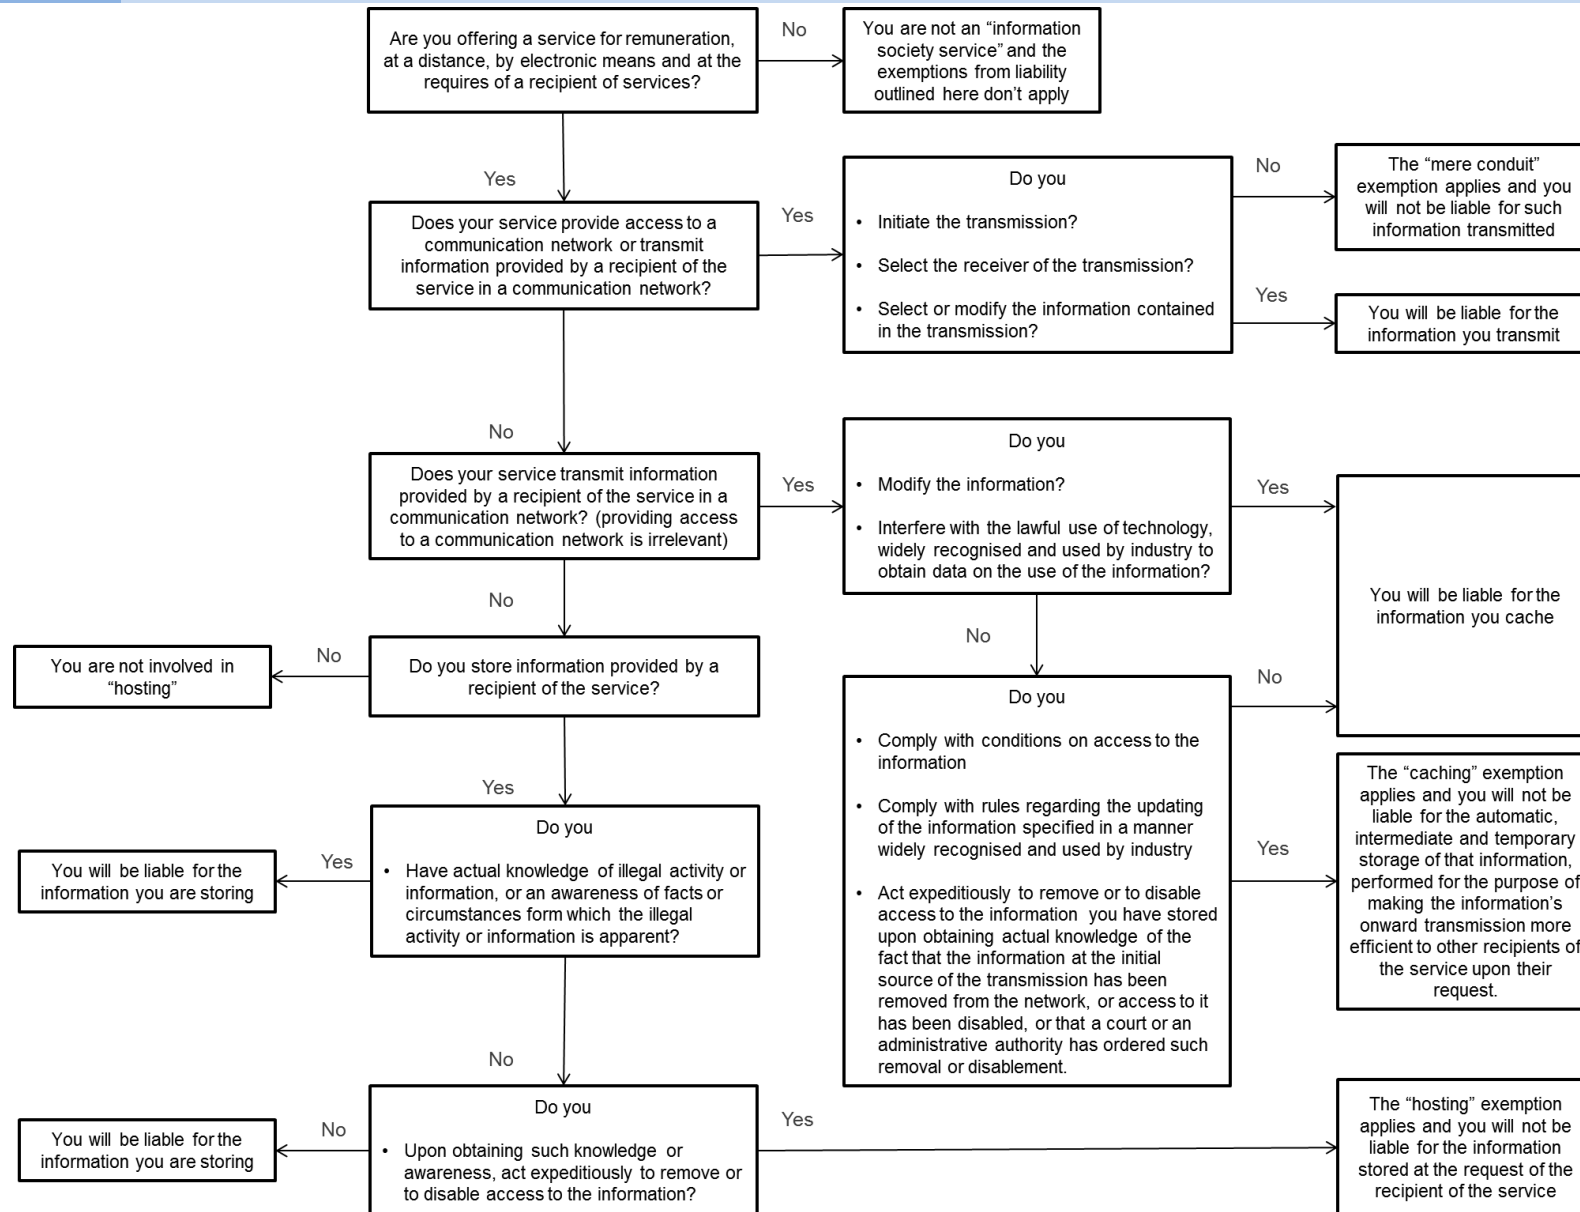 Are you offering a service for remuneration,
at a distance, by electronic means and at the
requires of a recipient of services?
No
You are not an “information
society service” and the
exemptions from liability
outlined here don’t apply
Yes
Does your service provide access to a
communication network or transmit
information provided by a recipient of the
service in a communication network?
Yes
Do you
• Initiate the transmission?
• Select the receiver of the transmission?
• Select or modify the information contained
in the transmission?
No
The “mere conduit”
exemption applies and you
will not be liable for such
information transmitted
Yes
You will be liable for the
information you transmit
No
Does your service transmit information
provided by a recipient of the service in a
communication network? (providing access
to a communication network is irrelevant)
Yes
Do you
• Modify the information?
• Interfere with the lawful use of technology,
widely recognised and used by industry to
obtain data on the use of the information?
Yes
You will be liable for the
information you cache
No
No
Do you store information provided by a
recipient of the service?
No
You are not involved in
“hosting”
Do you
• Comply with conditions on access to the
information
• Comply with rules regarding the updating
of the information specified in a manner
widely recognised and used by industry
• Act expeditiously to remove or to disable
access to the information you have stored
upon obtaining actual knowledge of the
fact that the information at the initial
source of the transmission has been
removed from the network, or access to it
has been disabled, or that a court or an
administrative authority has ordered such
removal or disablement.
No
Yes
The “caching” exemption
applies and you will not be
liable for the automatic,
intermediate and temporary
storage of that information,
performed for the purpose of
making the information’s
onward transmission more
efficient to other recipients of
the service upon their
request.
Yes
Do you
• Have actual knowledge of illegal activity or
information, or an awareness of facts or
circumstances form which the illegal
activity or information is apparent?
Yes
You will be liable for the
information you are storing
No
Do you
• Upon obtaining such knowledge or
awareness, act expeditiously to remove or
to disable access to the information?
No
You will be liable for the
information you are storing
Yes
The “hosting” exemption
applies and you will not be
liable for the information
stored at the request of the
recipient of the service